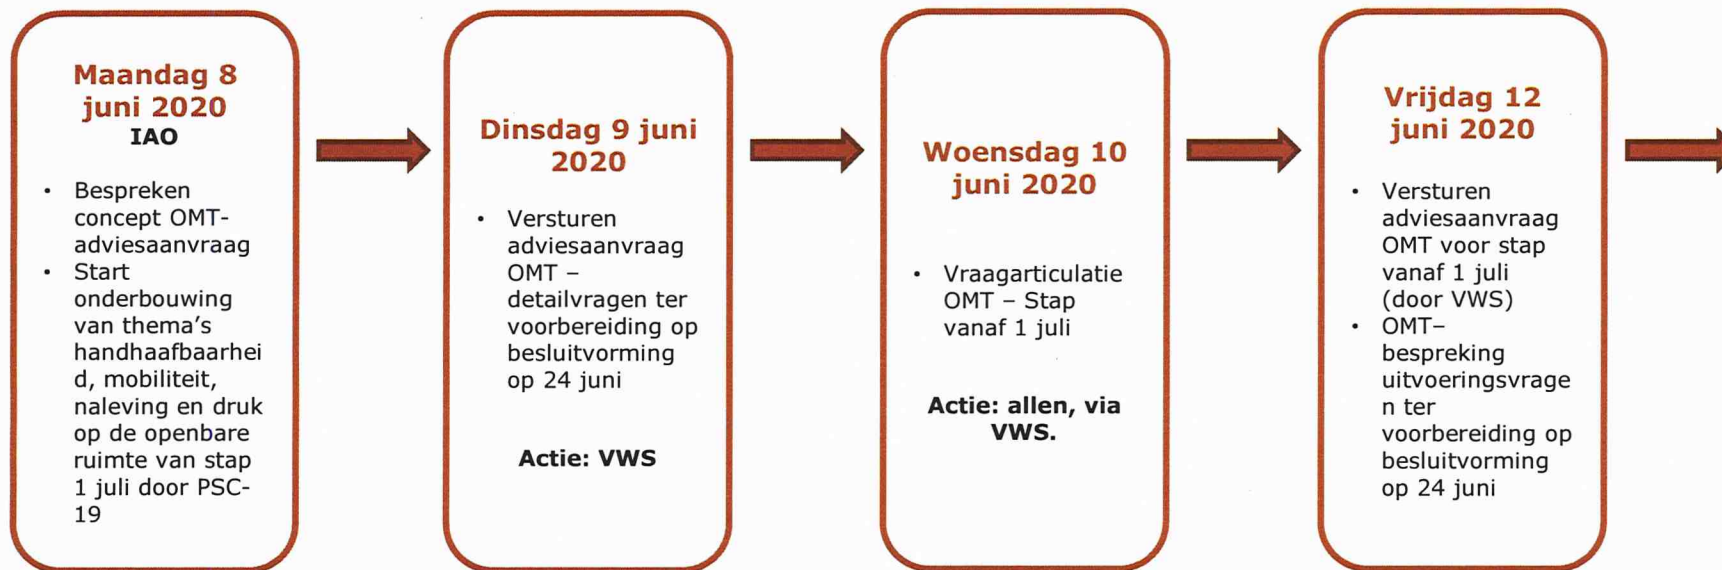 Maandag 8
juni 2020
IAO
• Bespreken
concept OMT-
adviesaanvraag
• Start
onderbouwing
van thema's
handhaafbaarhei
d, mobiliteit,
naleving en druk
op de openbare
ruimte van stap
1 juli door PSC-
19
Dinsdag 9 juni
2020
• Versturen
adviesaanvraag
OMT –
detailvragen ter
voorbereiding op
besluitvorming
op 24 juni
Actie: VWS
Woensdag 10
juni 2020
• Vraagarticulatie
OMT – Stap
vanaf 1 juli
Actie: allen, via
VWS.
Vrijdag 12
juni 2020
• Versturen
adviesaanvraag
OMT voor stap
vanaf 1 juli
(door VWS)
• OMT–
bespreking
uitvoeringsvrage
n ter
voorbereiding op
besluitvorming
op 24 juni